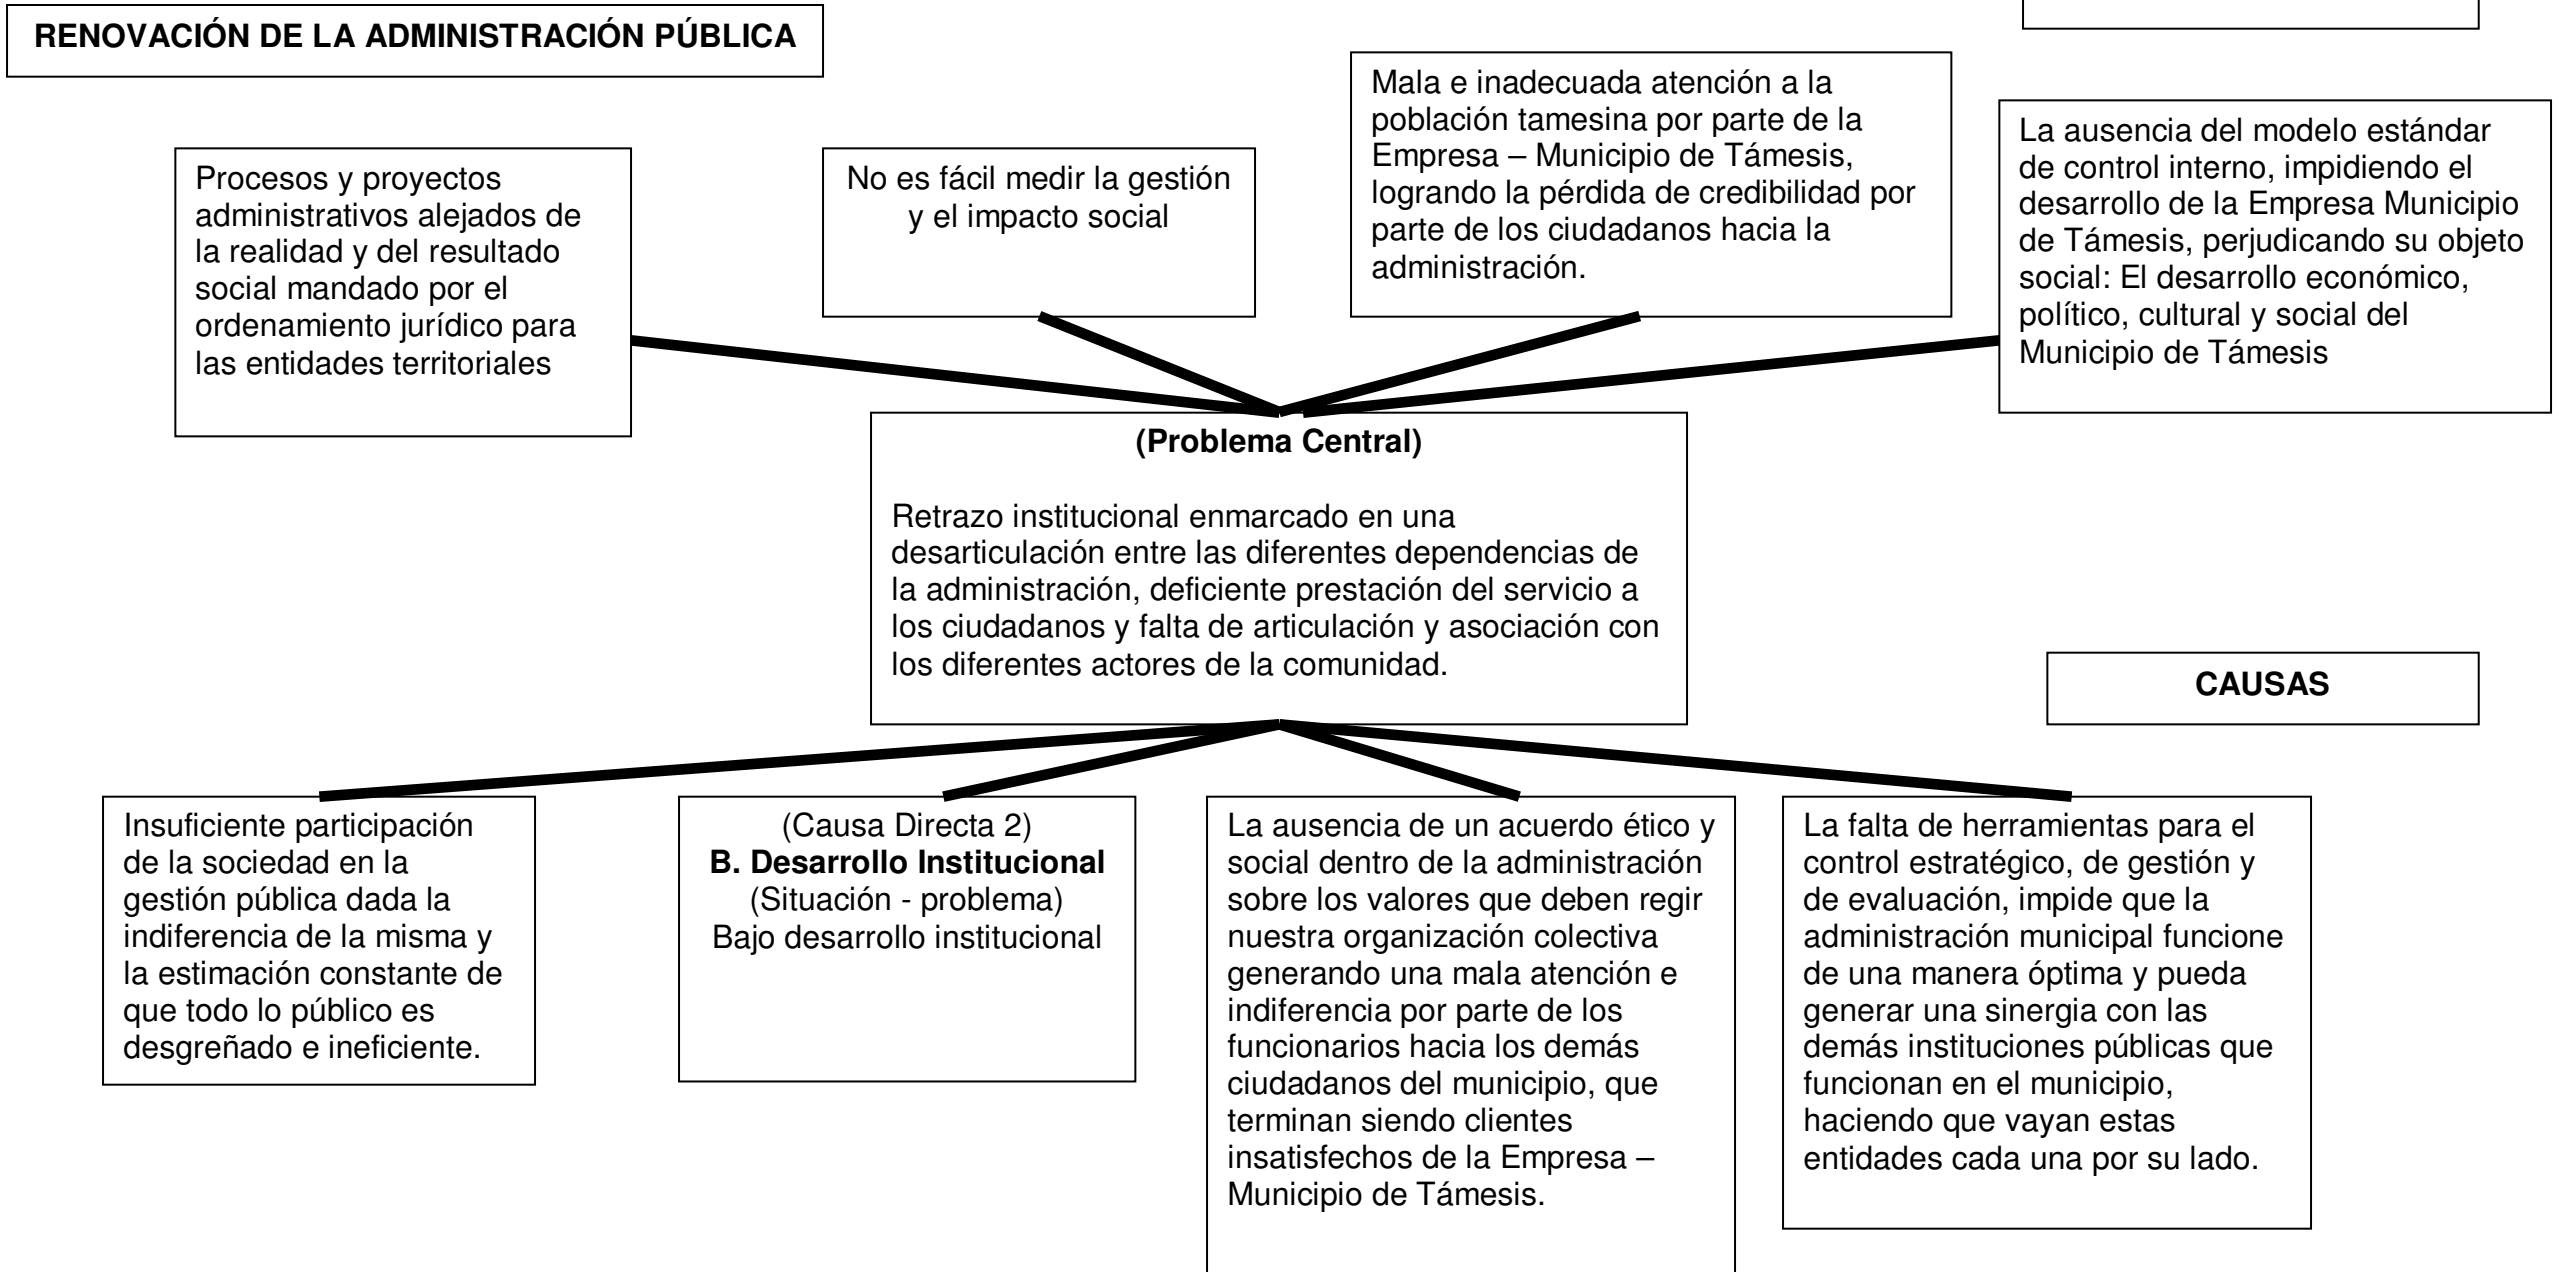 RENOVACIÓN DE LA ADMINISTRACIÓN PÚBLICA
Procesos y proyectos
administrativos alejados de
la realidad y del resultado
social mandado por el
ordenamiento jurídico para
las entidades territoriales
No es fácil medir la gestión
y el impacto social
Mala e inadecuada atención a la
población tamesina por parte de la
Empresa – Municipio de Támesis,
logrando la pérdida de credibilidad por
parte de los ciudadanos hacia la
administración.
La ausencia del modelo estándar
de control interno, impidiendo el
desarrollo de la Empresa Municipio
de Támesis, perjudicando su objeto
social: El desarrollo económico,
político, cultural y social del
Municipio de Támesis
(Problema Central)
Retrazo institucional enmarcado en una
desarticulación entre las diferentes dependencias de
la administración, deficiente prestación del servicio a
los ciudadanos y falta de articulación y asociación con
los diferentes actores de la comunidad.
CAUSAS
Insuficiente participación
de la sociedad en la
gestión pública dada la
indiferencia de la misma y
la estimación constante de
que todo lo público es
desgreñado e ineficiente.
(Causa Directa 2)
B. Desarrollo Institucional
(Situación - problema)
Bajo desarrollo institucional
La ausencia de un acuerdo ético y
social dentro de la administración
sobre los valores que deben regir
nuestra organización colectiva
generando una mala atención e
indiferencia por parte de los
funcionarios hacia los demás
ciudadanos del municipio, que
terminan siendo clientes
insatisfechos de la Empresa –
Municipio de Támesis.
La falta de herramientas para el
control estratégico, de gestión y
de evaluación, impide que la
administración municipal funcione
de una manera óptima y pueda
generar una sinergia con las
demás instituciones públicas que
funcionan en el municipio,
haciendo que vayan estas
entidades cada una por su lado.